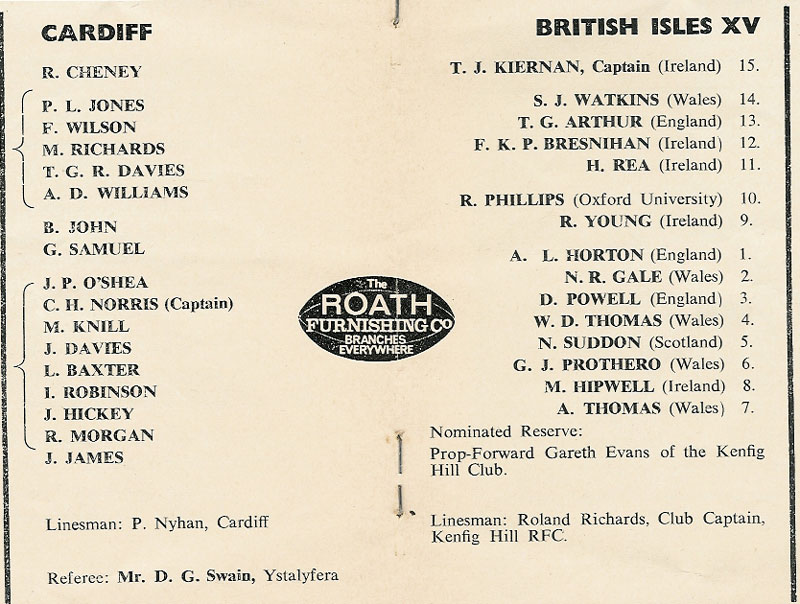 CARDIFF
R. CHENEY
P. L. JONES
F. WILSON
M. RICHARDS
T. G. R. DAVIES
A. D. WILLIAMS
B. JOHN
G. SAMUEL
J. P. O'SHEA
C. H. NORRIS (Captain)
M. KNILL
J. DAVIES
L. BAXTER
I. ROBINSON
J. HICKEY
R. MORGAN
J. JAMES
Linesman: P. Nyhan, Cardiff
Referee: Mr. D. G. Swain, Ystalyfera
The
ROATH
FURNISHING Co
BRANCHES
EVERYWHERE
BRITISH ISLES XV
T. J. KIERNAN, Captain (Ireland) 15.
S. J. WATKINS (Wales) 14.
T. G. ARTHUR (England) 13.
F. K. P. BRESNIHAN (Ireland) 12.
H. REA (Ireland) 11.
R. PHILLIPS (Oxford University) 10.
R. YOUNG (Ireland) 9.
A. L. HORTON (England) 1.
N. R. GALE (Wales) 2.
D. POWELL (England) 3.
W. D. THOMAS (Wales) 4.
N. SUDDON (Scotland) 5.
G. J. PROTHERO (Wales) 6.
M. HIPWELL (Ireland) 8.
A. THOMAS (Wales) 7.
Nominated Reserve:
Prop-Forward Gareth Evans of the Kenfig
Hill Club.
Linesman: Roland Richards, Club Captain,
Kenfig Hill RFC.